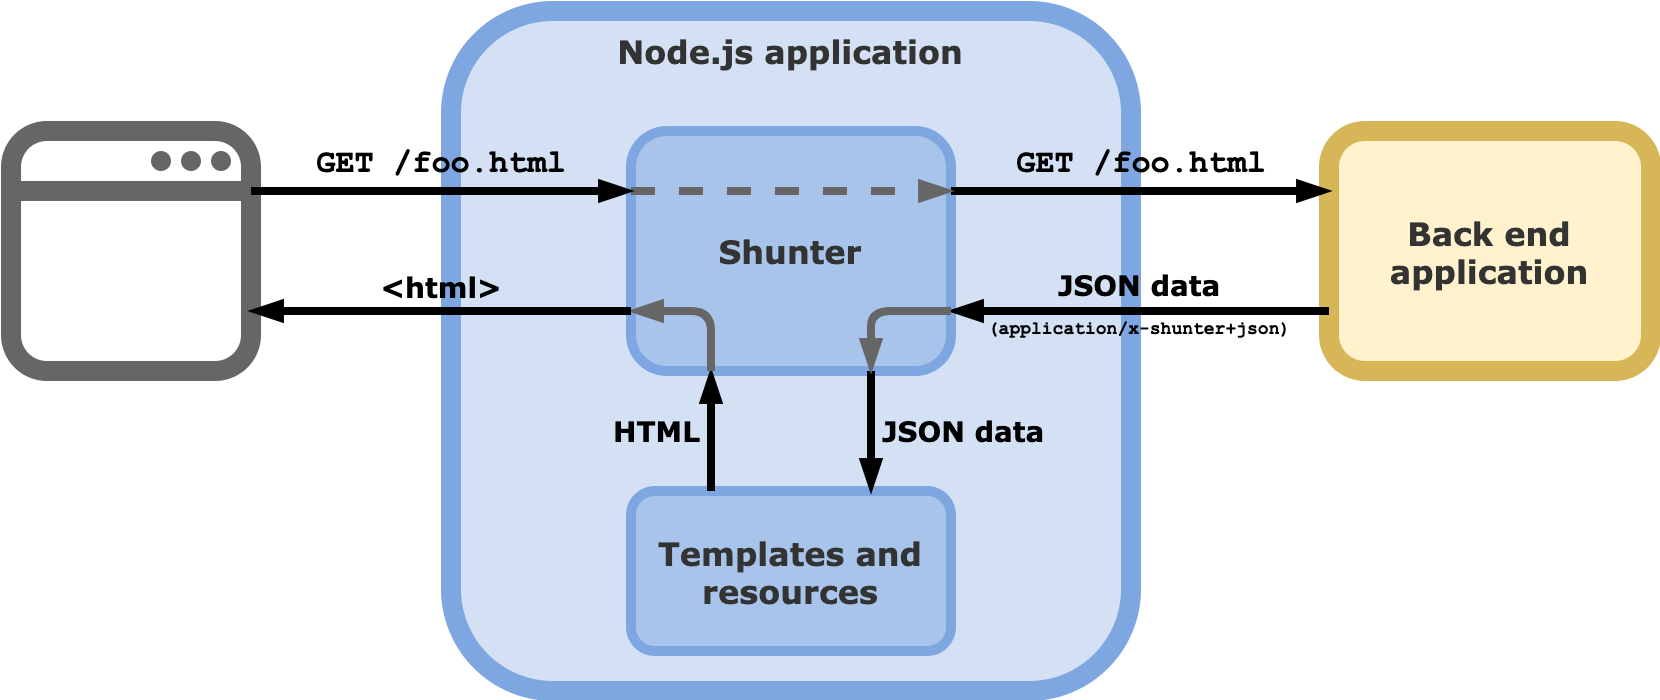 Node.js application
GET /foo.html
GET /foo.html
Shunter
Back end
application
<html>
JSON data
(application/x-shunter+json)
HTML
JSON data
Templates and
resources